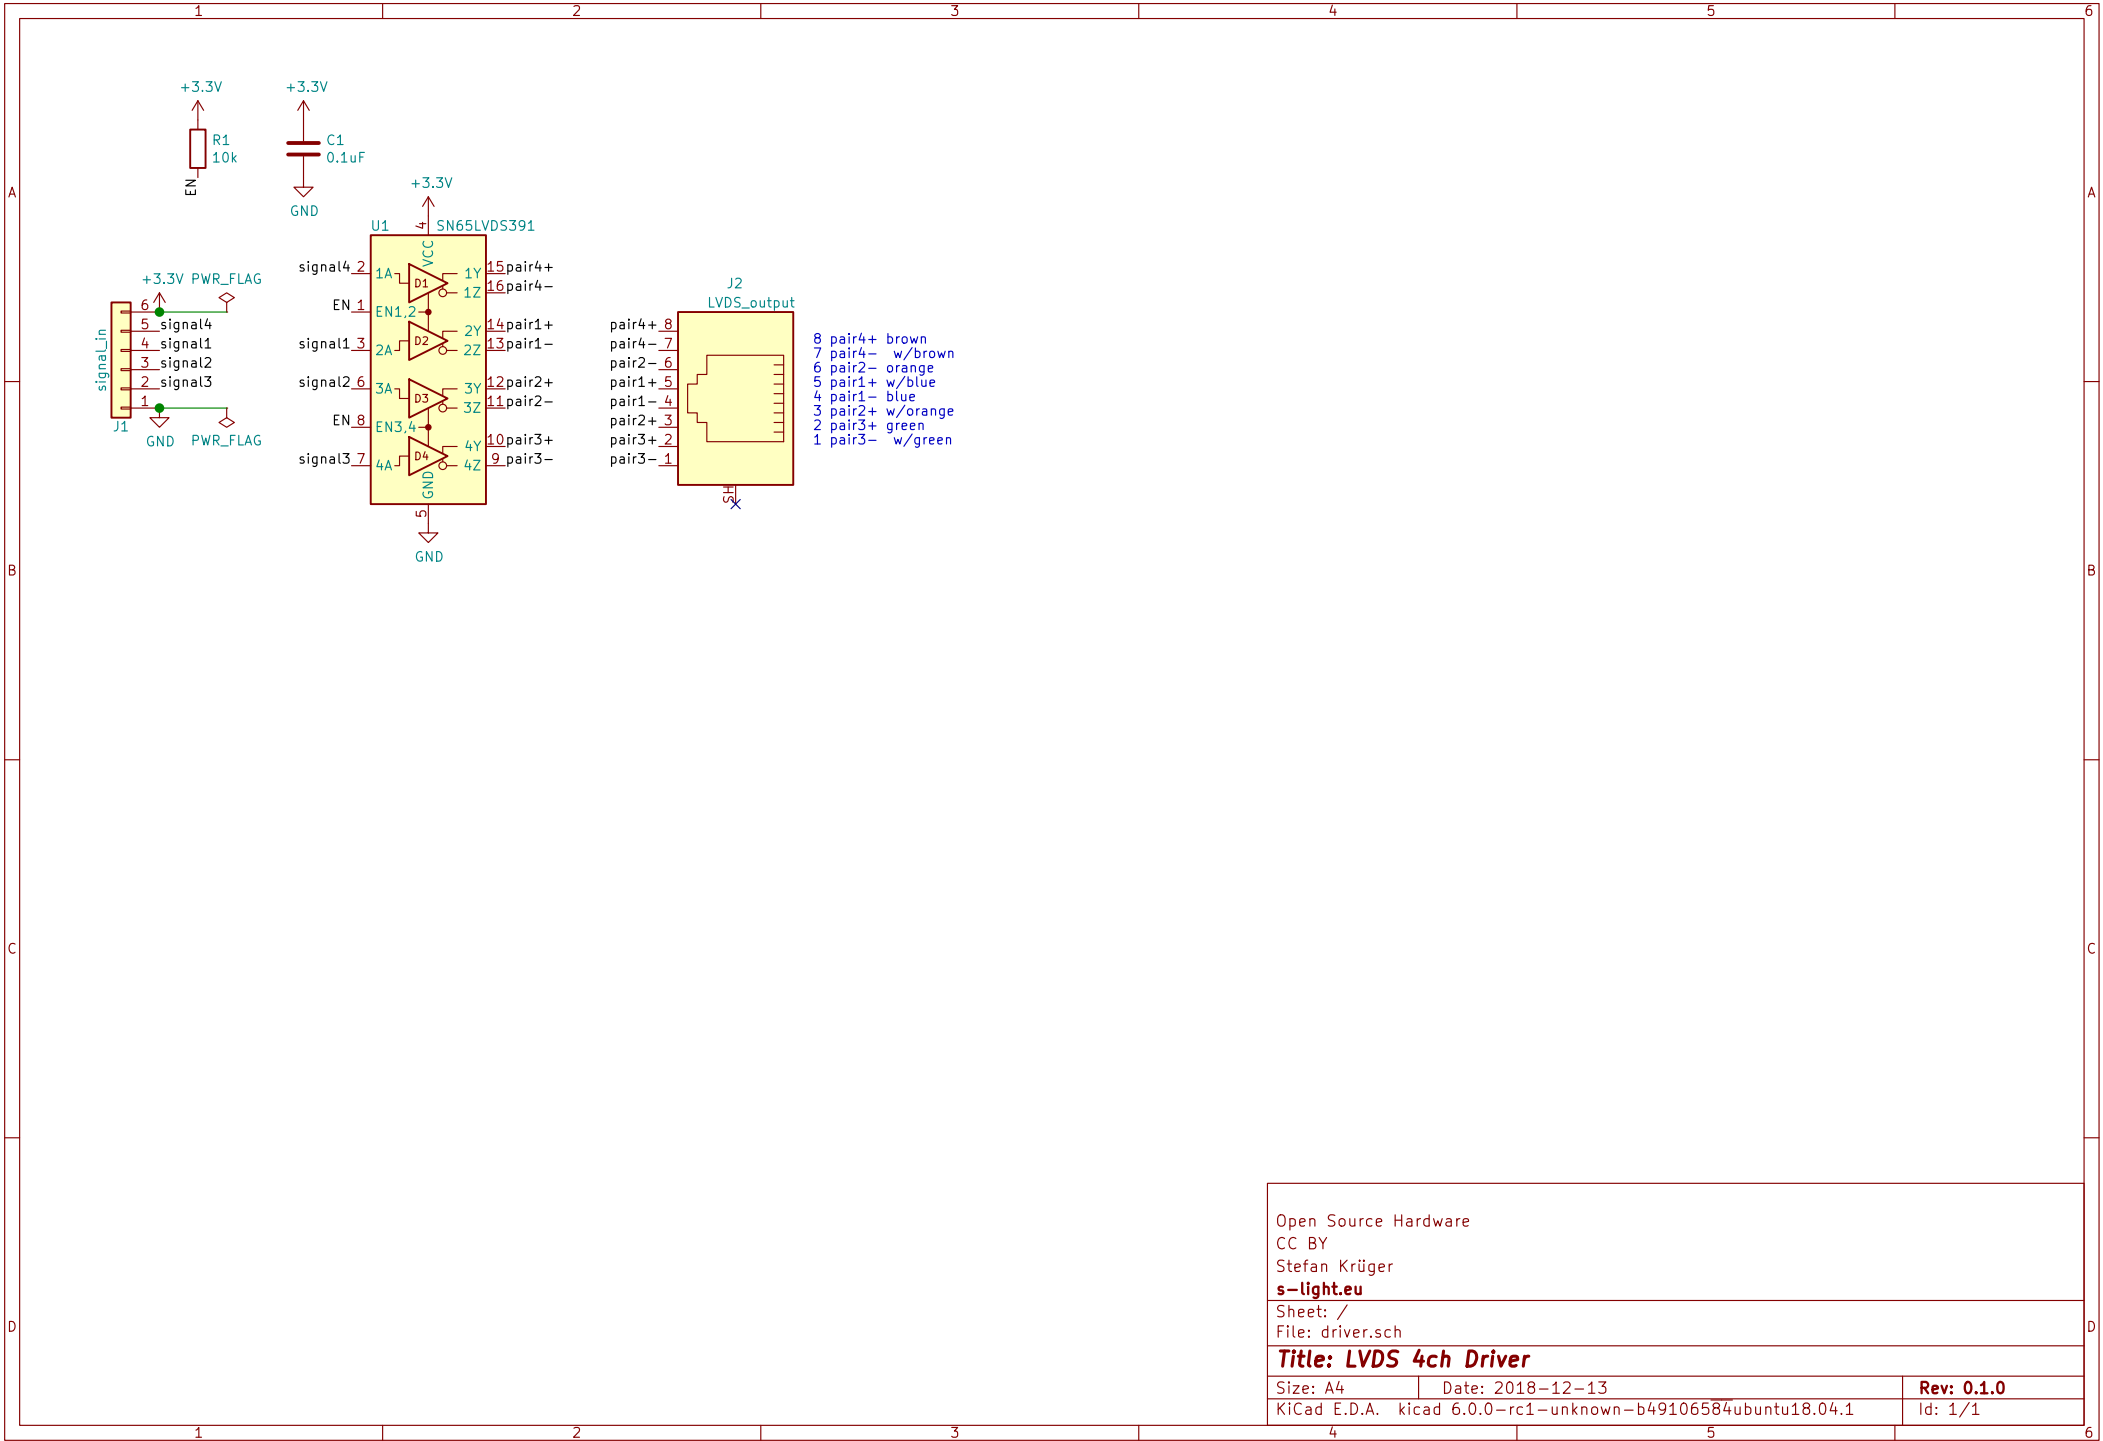 1 2 3 4 5 6
+3.3V
R1
10k
EN
+3.3V
C1
0.1uF
GND
A A
+3.3V
U1 SN65LVDS391
4
VCC
signal4 2 1A D1 1Y 15 pair4+
1Z 16 pair4-
EN 1 EN1,2
2Y 14 pair1+
signal1 3 2A D2 2Z 13 pair1-
signal2 6 3A D3 3Y 12 pair2+
3Z 11 pair2-
EN 8 EN3,4
4Y 10 pair3+
signal3 7 4A D4 4Z 9 pair3-
GND
5
GND
+3.3V PWR_FLAG
signal_in
6
5 signal4
4 signal1
3 signal2
2 signal3
1
J1
GND
PWR_FLAG
J2
LVDS_output
pair4+ 8
pair4- 7
pair2- 6
pair1+ 5
pair1- 4
pair2+ 3
pair3+ 2
pair3- 1
SH
8 pair4+ brown
7 pair4-  w/brown
6 pair2- orange
5 pair1+ w/blue
4 pair1- blue
3 pair2+ w/orange
2 pair3+ green
1 pair3-  w/green
B B
C C
D D
Open Source Hardware
CC BY
Stefan Krüger
s-light.eu
Sheet: /
File: driver.sch
Title: LVDS 4ch Driver
Size: A4 Date: 2018-12-13 Rev: 0.1.0
KiCad E.D.A.  kicad 6.0.0-rc1-unknown-b49106584ubuntu18.04.1 Id: 1/1
1 2 3 4 5 6